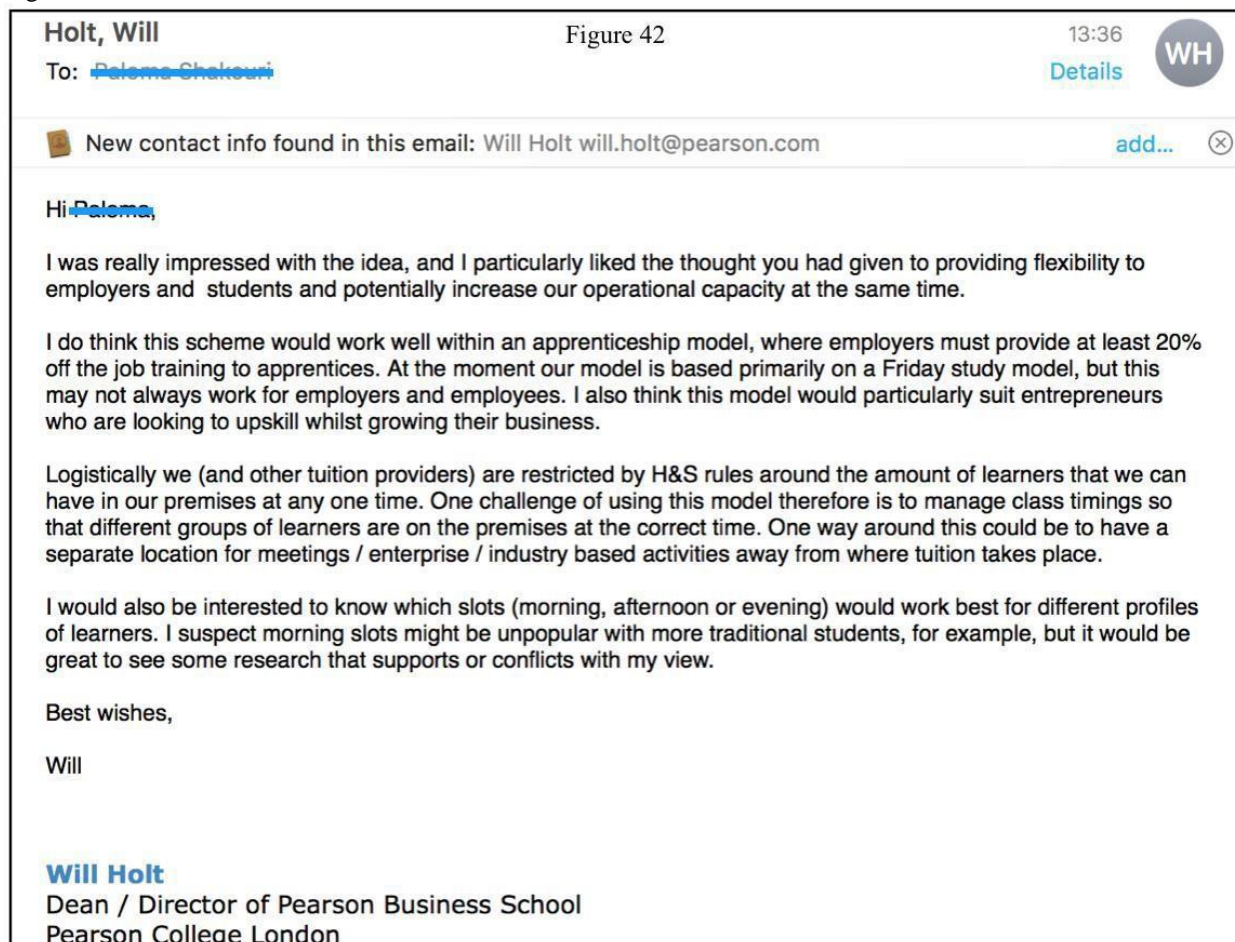 Holt, Will
Figure 42
13:36
WH
To:
Details
New contact info found in this email: Will Holt will.holt@pearson.com
add...
Hi ,
I was really impressed with the idea, and I particularly liked the thought you had given to providing flexibility to
employers and  students and potentially increase our operational capacity at the same time.
I do think this scheme would work well within an apprenticeship model, where employers must provide at least 20%
off the job training to apprentices. At the moment our model is based primarily on a Friday study model, but this
may not always work for employers and employees. I also think this model would particularly suit entrepreneurs
who are looking to upskill whilst growing their business.
Logistically we (and other tuition providers) are restricted by H&S rules around the amount of learners that we can
have in our premises at any one time. One challenge of using this model therefore is to manage class timings so
that different groups of learners are on the premises at the correct time. One way around this could be to have a
separate location for meetings / enterprise / industry based activities away from where tuition takes place.
I would also be interested to know which slots (morning, afternoon or evening) would work best for different profiles
of learners. I suspect morning slots might be unpopular with more traditional students, for example, but it would be
great to see some research that supports or conflicts with my view.
Best wishes,
Will
Will Holt
Dean / Director of Pearson Business School
Pearson College London